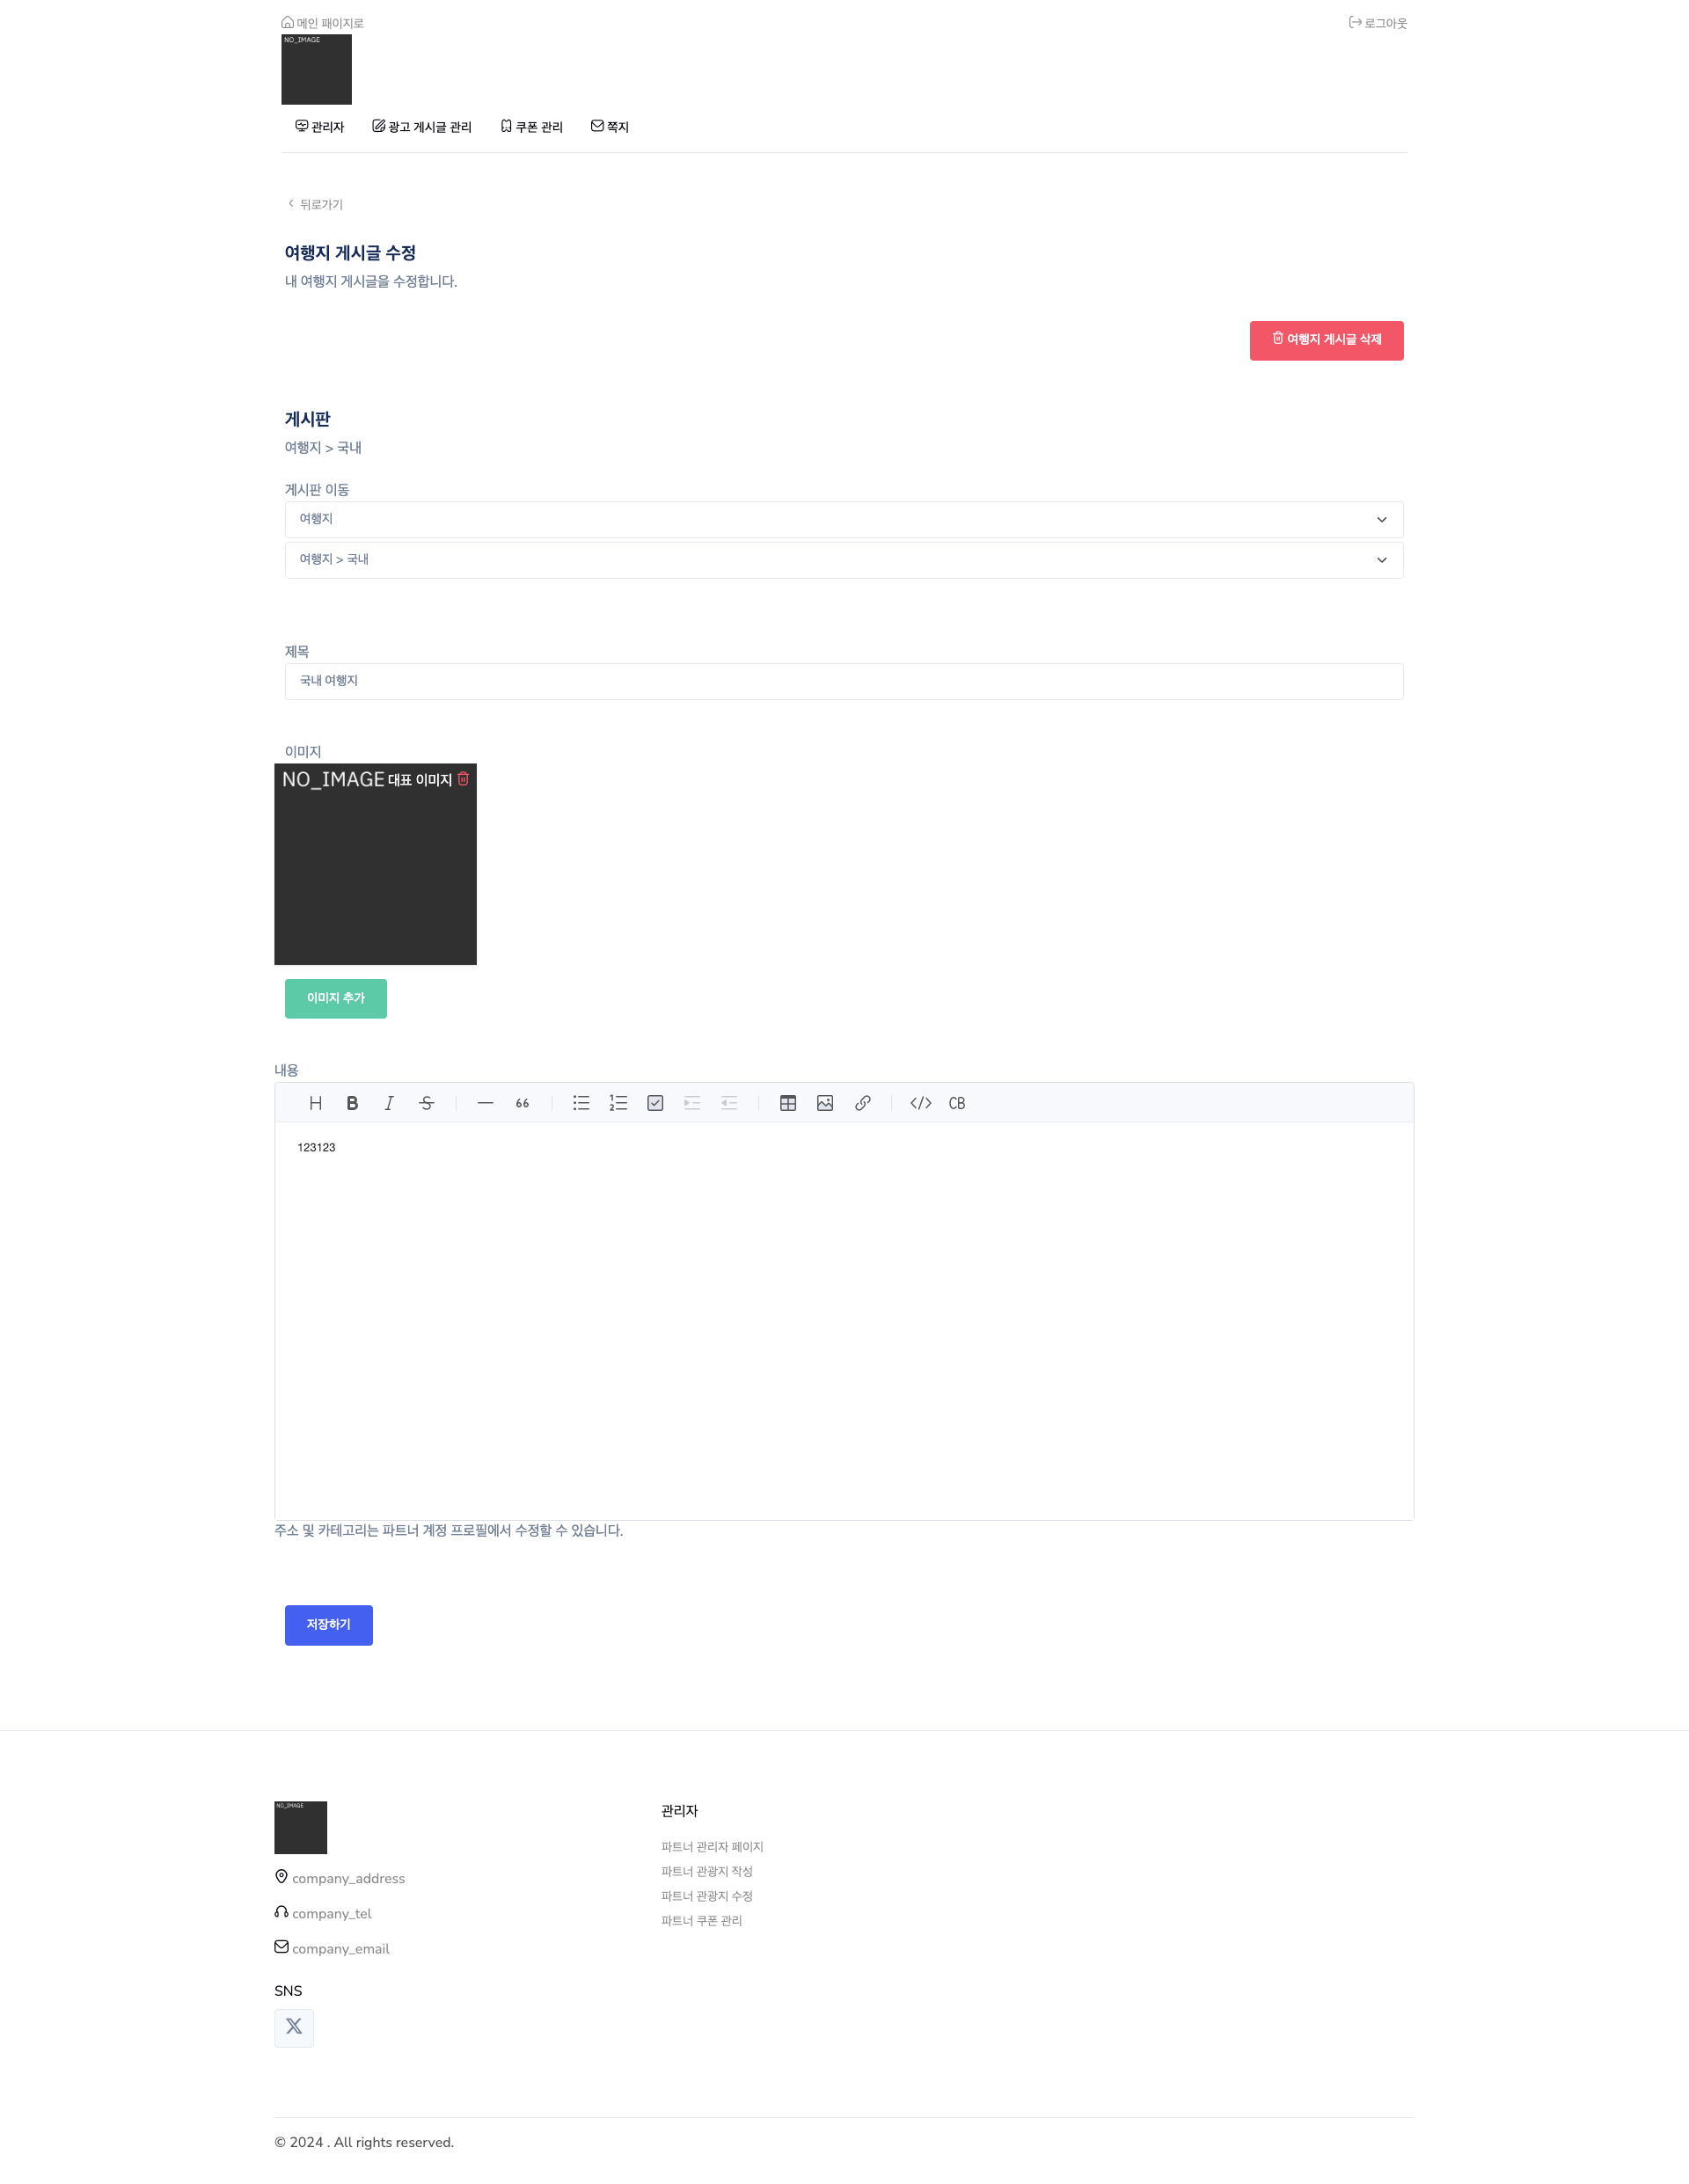 메인 패이지로
로그아웃
NO_IMAGE
관리자
광고 게시글 관리
쿠폰 관리
쪽지
뒤로가기
여행지 게시글 수정
내 여행지 게시글을 수정합니다.
여행지 게시글 삭제
게시판
여행지 > 국내
게시판 이동
여행지
여행지 > 국내
제목
국내 여행지
이미지
NO_IMAGE 대표 이미지
이미지 추가
내용
CB
123123
주소 및 카테고리는 파트너 계정 프로필에서 수정할 수 있습니다.
저장하기
NO_IMAGE
company_address
company_tel
company_email
SNS
관리자
파트너 관리자 페이지
파트너 관광지 작성
파트너 관광지 수정
파트너 쿠폰 관리
© 2024 . All rights reserved.